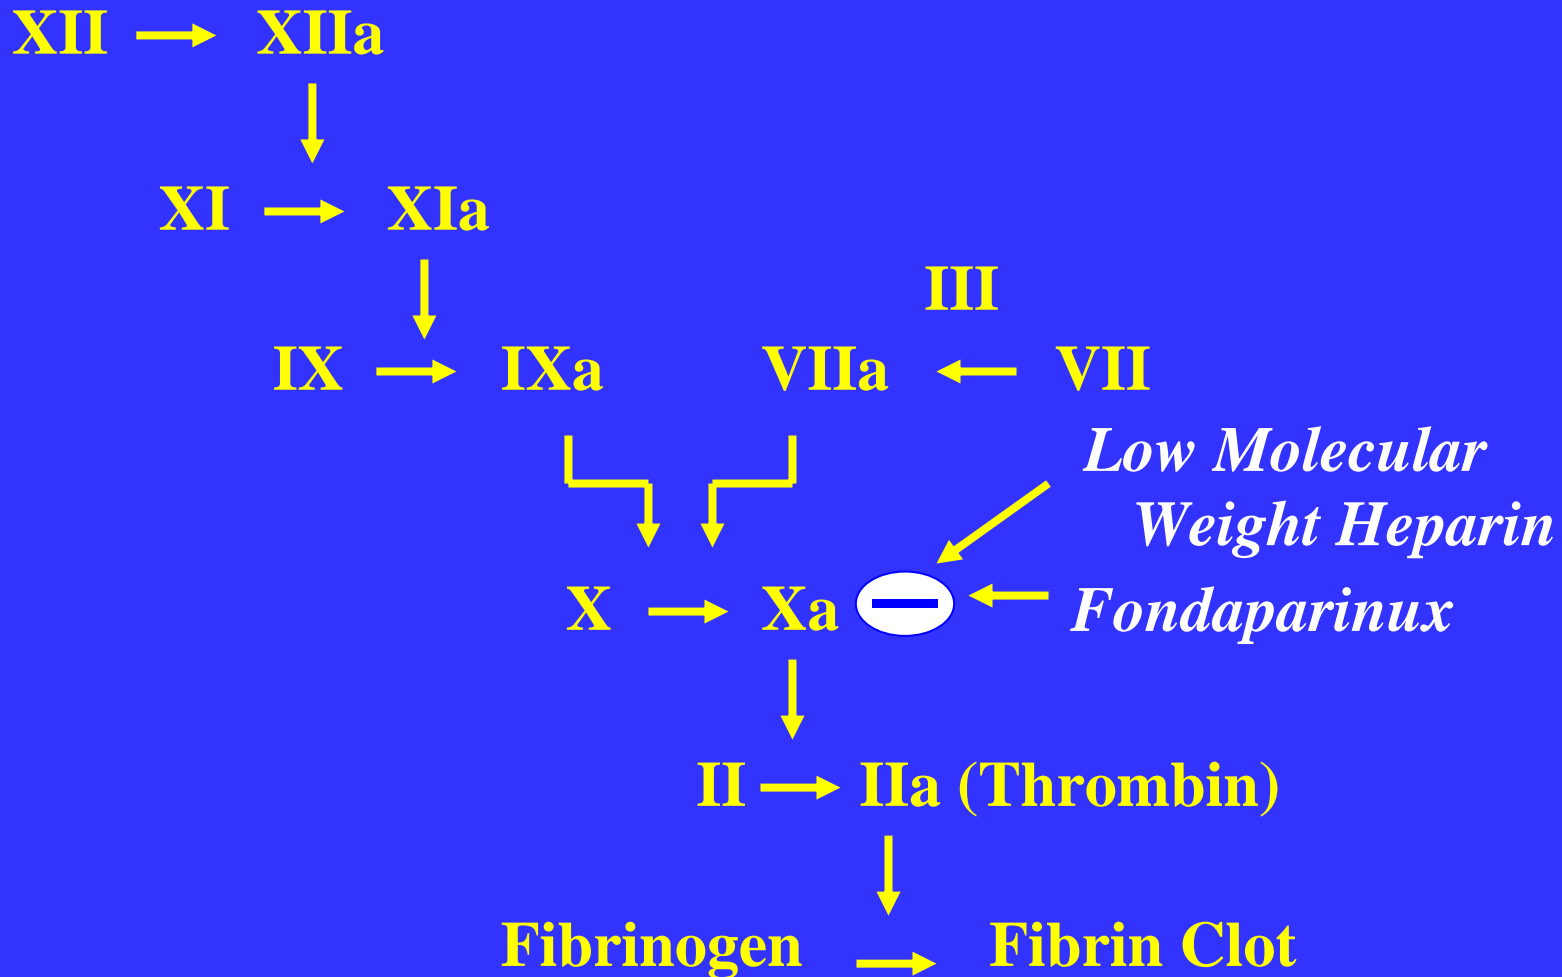 XII XIIa
XI XIa
III
IX IXa VIIa VII
Low Molecular
Weight Heparin
X Xa Fondaparinux
II IIa (Thrombin)
Fibrinogen Fibrin Clot